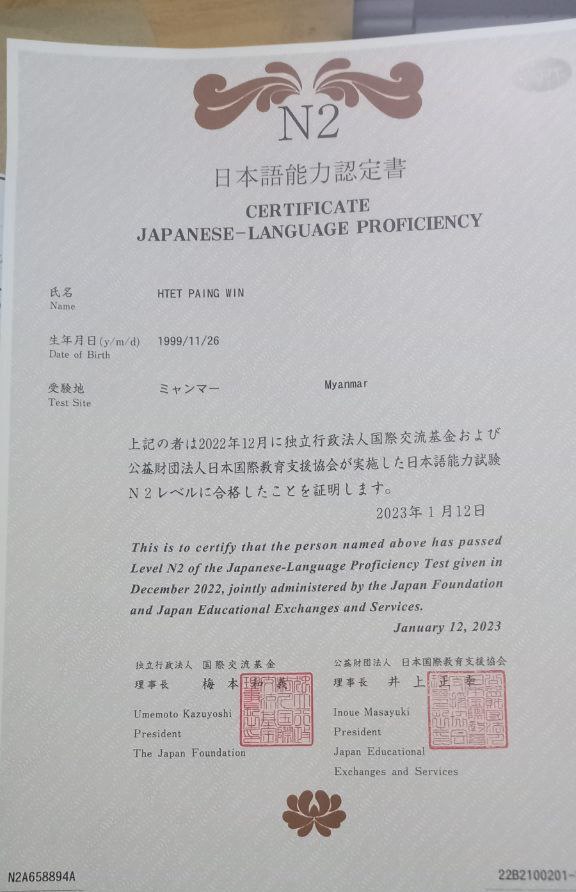 N2
日本語能力認定書
CERTIFICATE
JAPANESE-LANGUAGE PROFICIENCY
氏名 HTET PAING WIN
Name
生年月日(y/m/d) 1999/11/26
Date of Birth
受験地 ミャンマー Myanmar
Test Site
上記の者は2022年12月に独立行政法人国際交流基金および
公益財団法人日本国際教育支援協会が実施した日本語能力試験
N2レベルに合格したことを証明します。
2023年1月12日
This is to certify that the person named above has passed
Level N2 of the Japanese-Language Proficiency Test given in
December 2022, jointly administered by the Japan Foundation
and Japan Educational Exchanges and Services.
January 12, 2023
独立行政法人 国際交流基金
理事長 梅本和義
Umemoto Kazuyoshi
President
The Japan Foundation
公益財団法人 日本国際教育支援協会
理事長 井上正幸
Inoue Masayuki
President
Japan Educational
Exchanges and Services
N2A658894A
22B2100201-